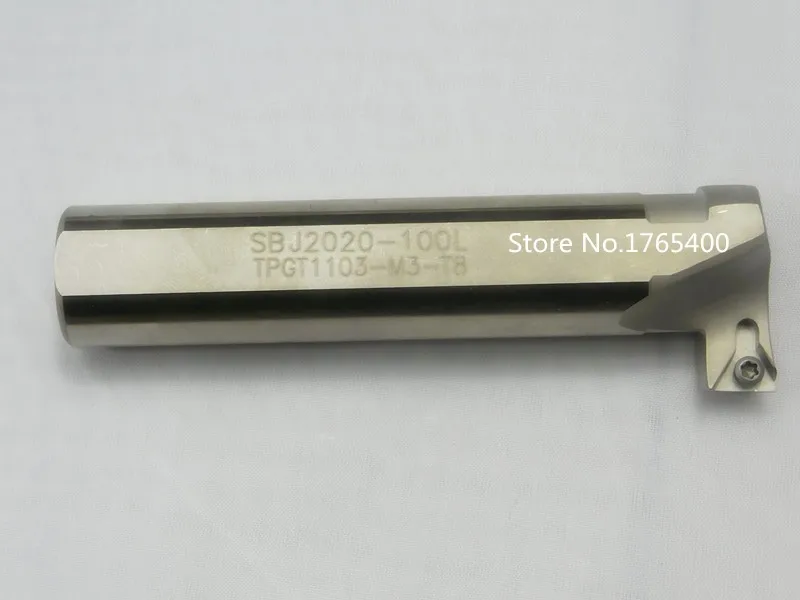 SBJ2020-100L
TPGT1103-M3-T8
Store No.1765400